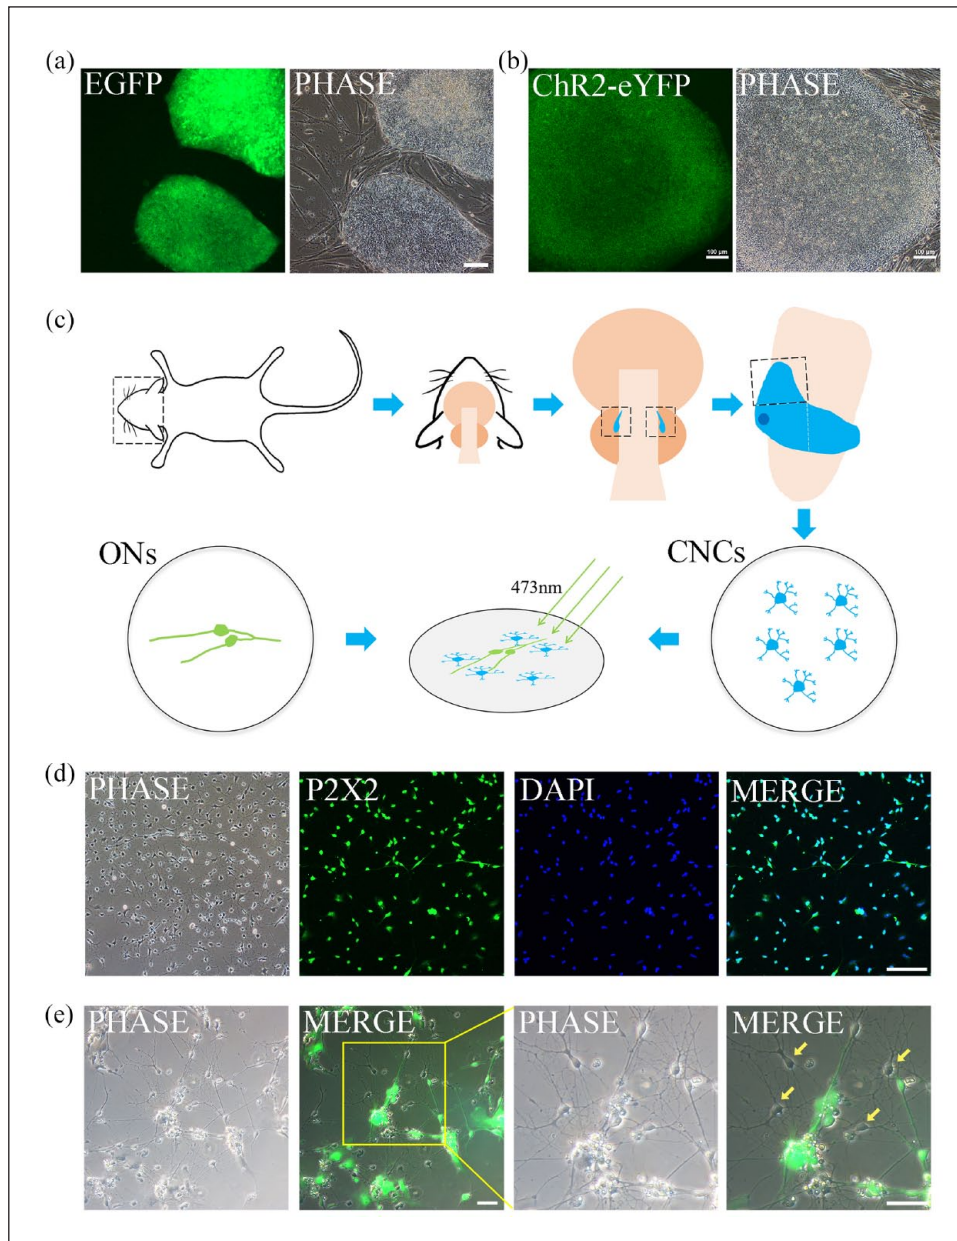 (a)
EGFP
PHASE
(b)
ChR2-eYFP
PHASE
100 μm
100 μm
(c)
ONs
473nm
CNCs
(d)
PHASE
P2X2
DAPI
MERGE
(e)
PHASE
MERGE
PHASE
MERGE